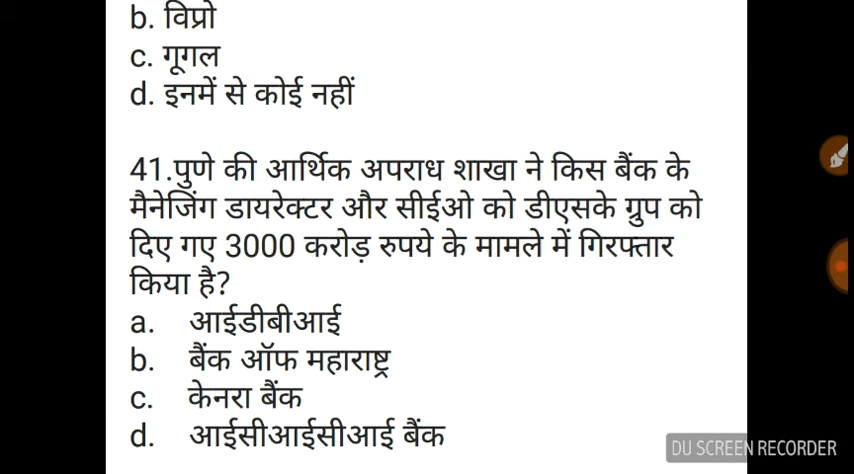 b. विप्रो
c. गूगल
d. इनमें से कोई नहीं
41.पुणे की आर्थिक अपराध शाखा ने किस बैंक के
मैनेजिंग डायरेक्टर और सीईओ को डीएसके ग्रुप को
दिए गए 3000 करोड़ रुपये के मामले में गिरफ्तार
किया है?
a. आईडीबीआई
b. बैंक ऑफ महाराष्ट्र
c. केनरा बैंक
d. आईसीआईसीआई बैंक
DU SCREEN RECORDER